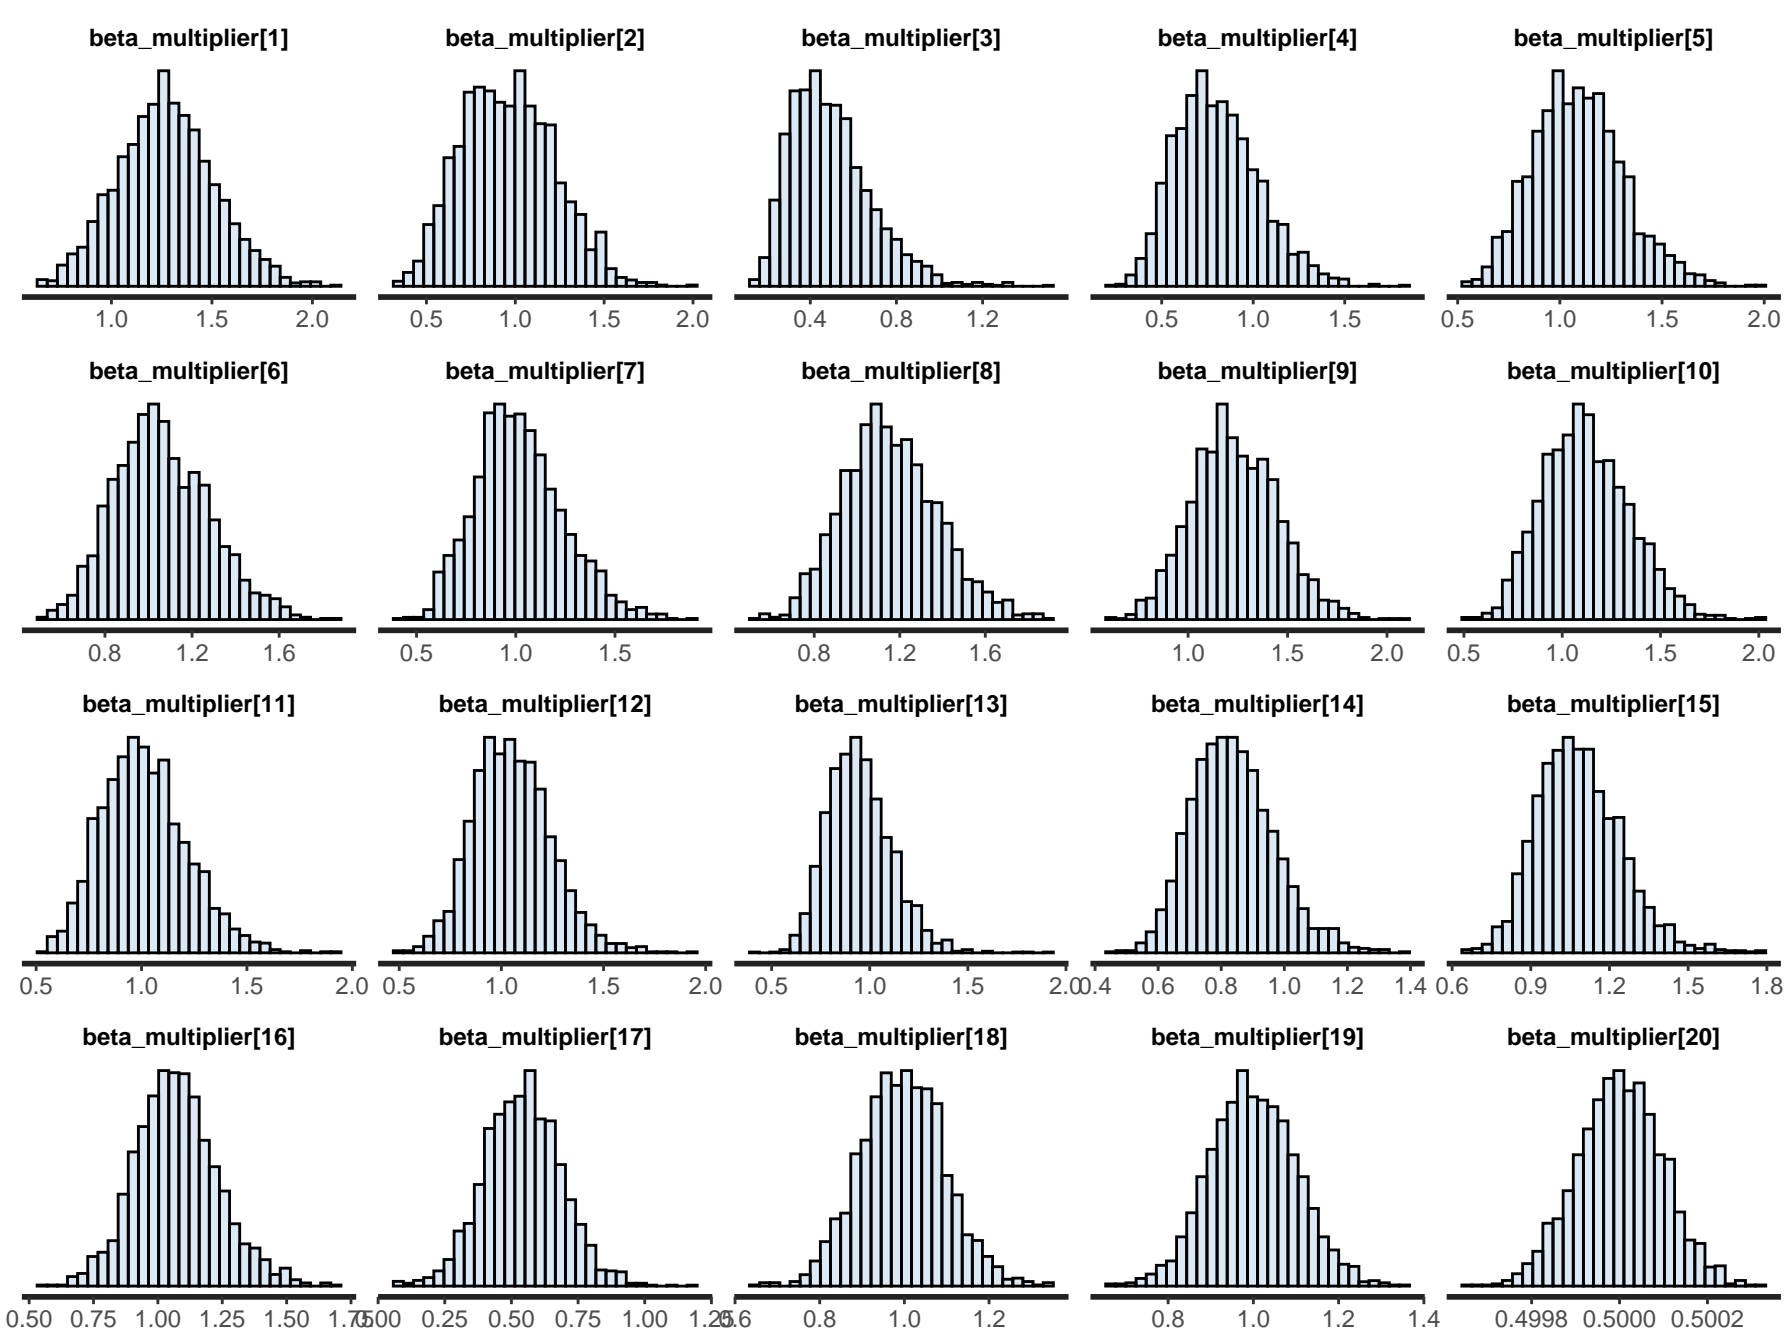 beta_multiplier[1] beta_multiplier[2] beta_multiplier[3] beta_multiplier[4] beta_multiplier[5]
1.0 1.5 2.0 0.5 1.0 1.5 2.0 0.4 0.8 1.2 0.5 1.0 1.5 0.5 1.0 1.5 2.0
beta_multiplier[6] beta_multiplier[7] beta_multiplier[8] beta_multiplier[9] beta_multiplier[10]
0.8 1.2 1.6 0.5 1.0 1.5 0.8 1.2 1.6 1.0 1.5 2.0 0.5 1.0 1.5 2.0
beta_multiplier[11] beta_multiplier[12] beta_multiplier[13] beta_multiplier[14] beta_multiplier[15]
0.5 1.0 1.5 2.0 0.5 1.0 1.5 2.0 0.5 1.0 1.5 2.0 0.4 0.6 0.8 1.0 1.2 1.4 0.6 0.9 1.2 1.5 1.8
beta_multiplier[16] beta_multiplier[17] beta_multiplier[18] beta_multiplier[19] beta_multiplier[20]
0.50 0.75 1.00 1.25 1.50 1.75 0.00 0.25 0.50 0.75 1.00 1.25 0.6 0.8 1.0 1.2 0.8 1.0 1.2 1.4 0.4998 0.5000 0.5002